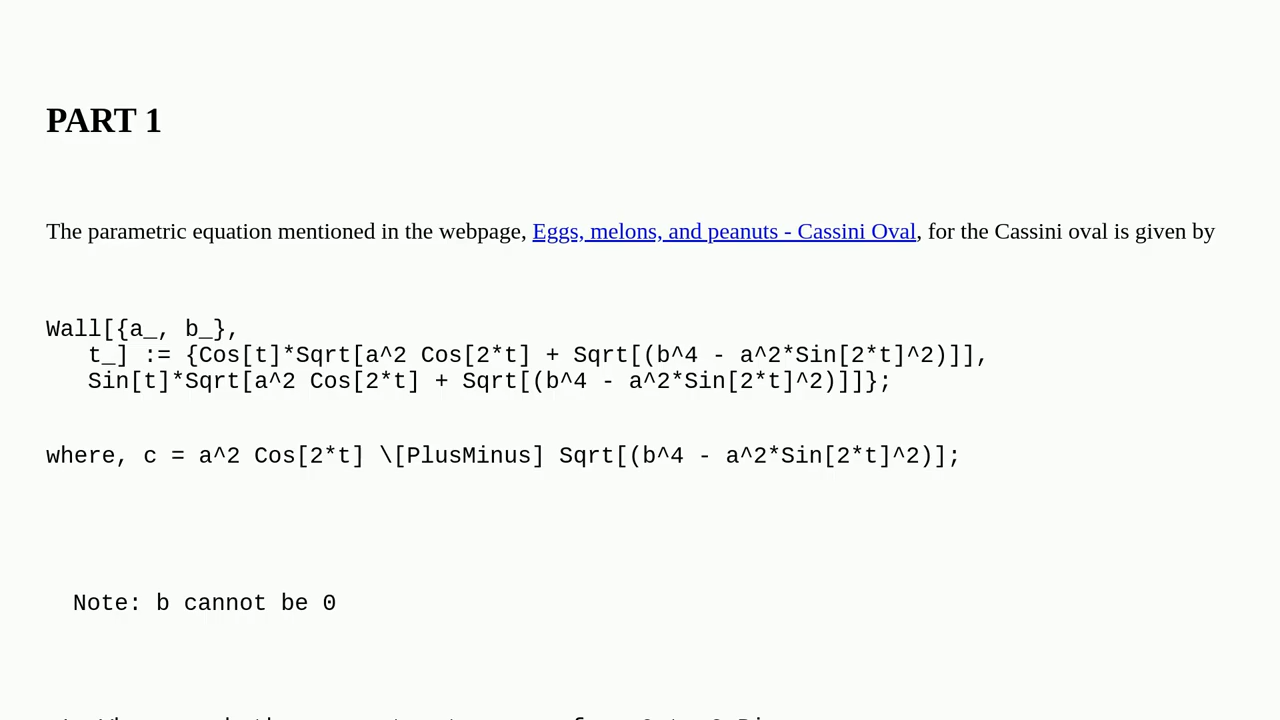 PART 1
The parametric equation mentioned in the webpage, Eggs, melons, and peanuts - Cassini Oval, for the Cassini oval is given by
Wall[{a_, b_},
t_] := {Cos[t]*Sqrt[a^2 Cos[2*t] + Sqrt[(b^4 - a^2*Sin[2*t]^2)]],
Sin[t]*Sqrt[a^2 Cos[2*t] + Sqrt[(b^4 - a^2*Sin[2*t]^2)]]};
where, c = a^2 Cos[2*t] \[PlusMinus] Sqrt[(b^4 - a^2*Sin[2*t]^2)];
Note: b cannot be 0